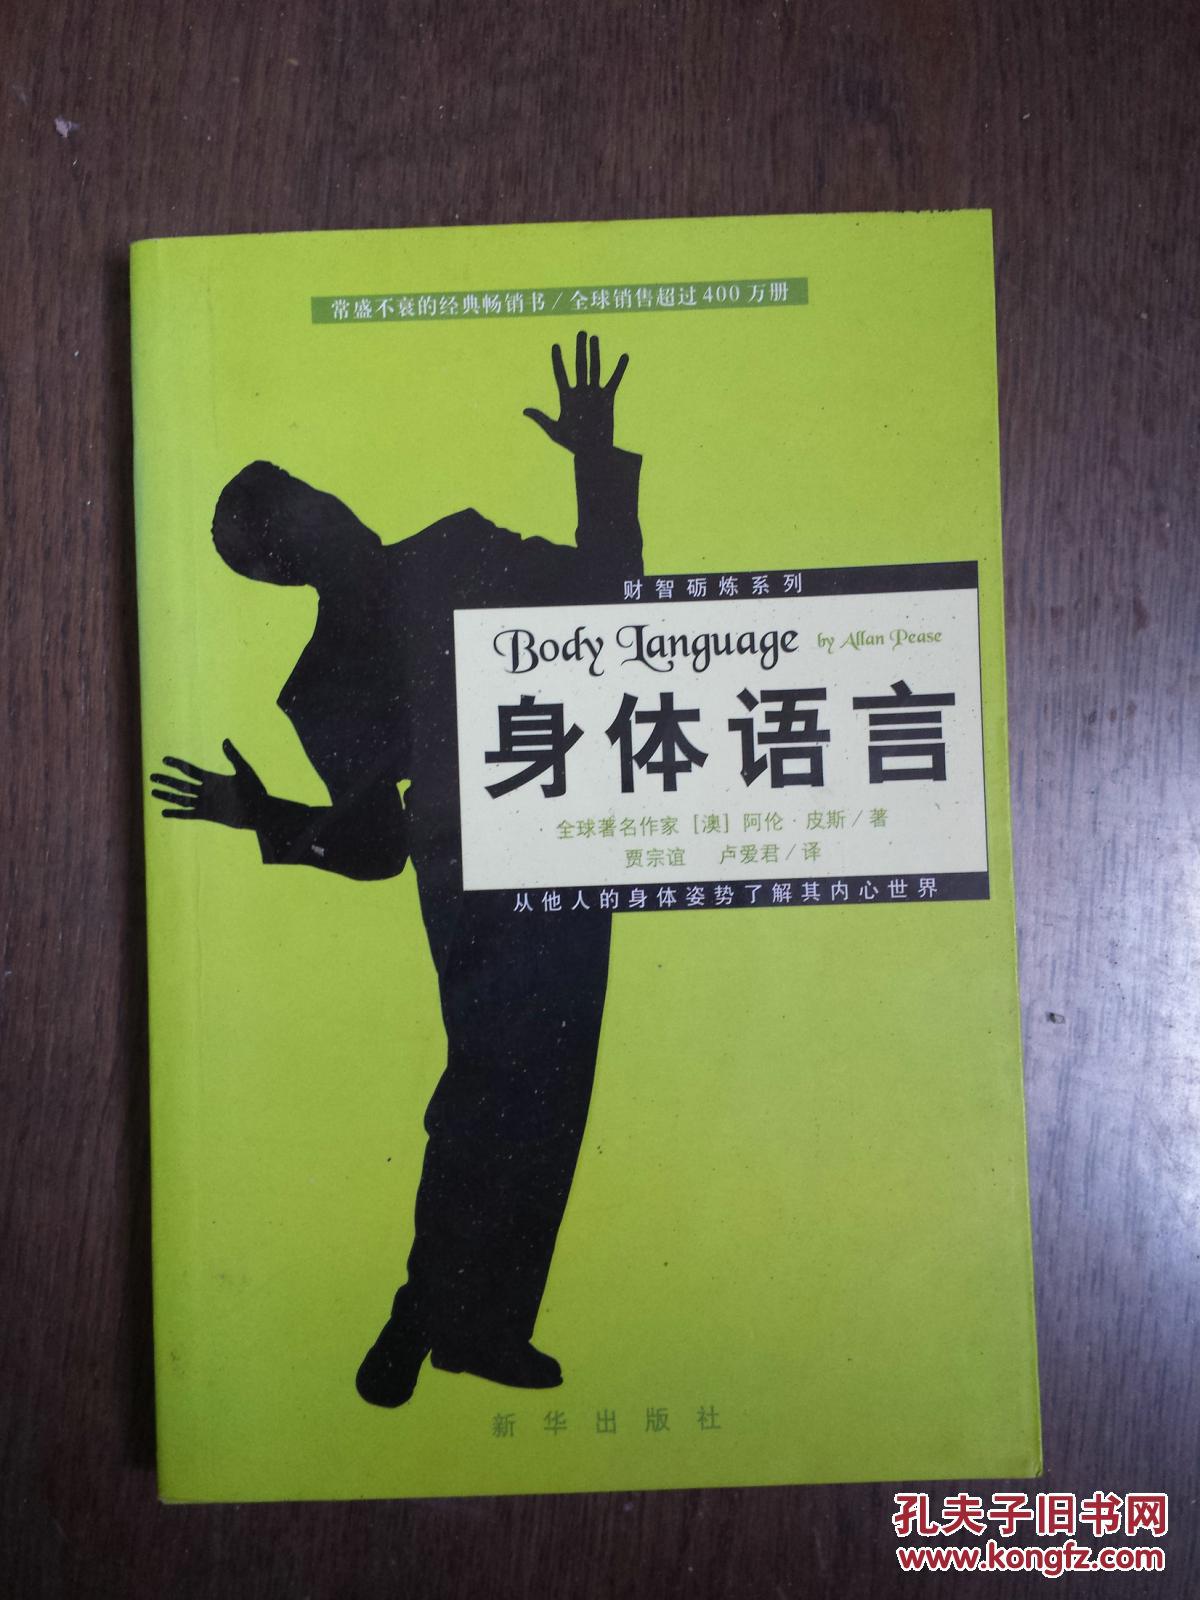 常盛不衰的经典畅销书/全球销售超过400万册
财智砺炼系列
Body Language by Allan Pease
身体语言
全球著名作家 [澳] 阿伦·皮斯/著
贾宗谊 卢爱君/译
从他人的身体姿势了解其内心世界
新华出版社
孔夫子旧书网
www.kongfz.com